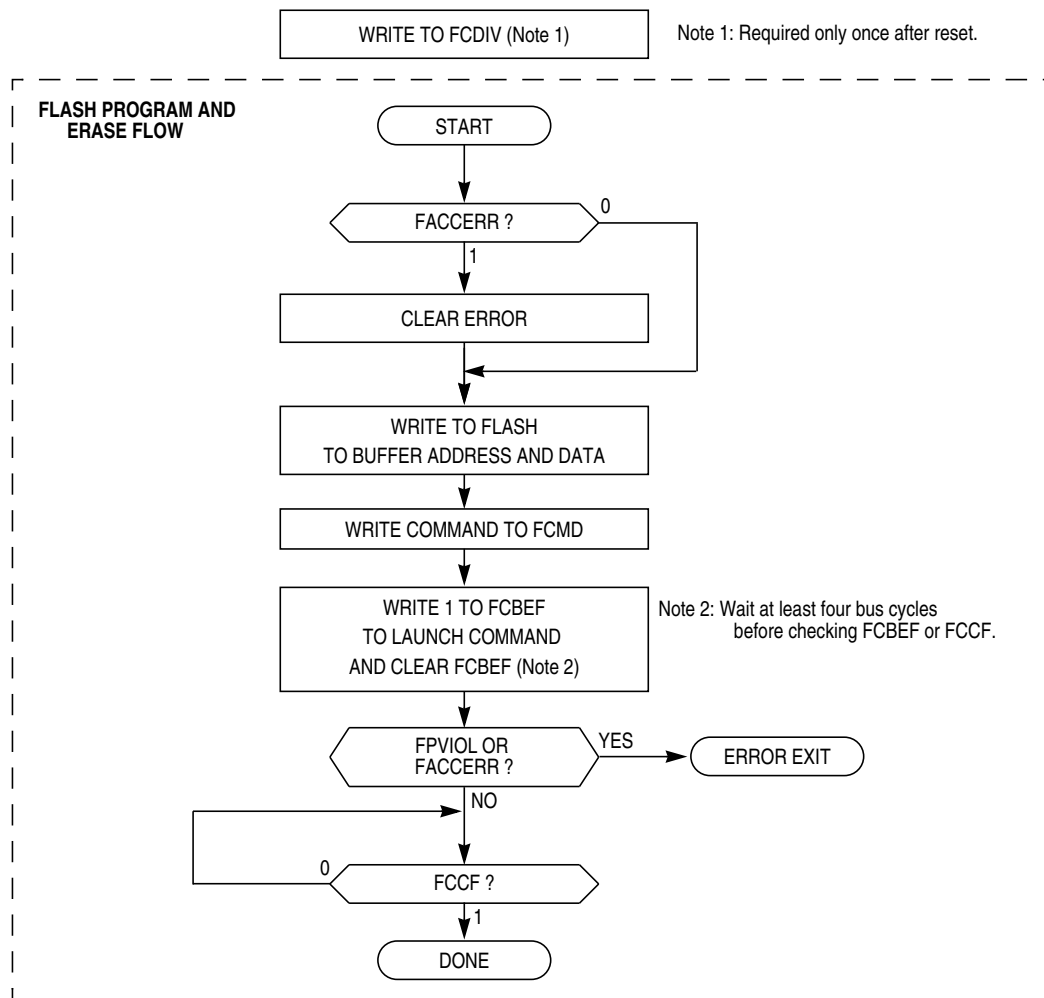 WRITE TO FCDIV (Note 1)
Note 1: Required only once after reset.
FLASH PROGRAM AND
ERASE FLOW
START
FACCERR ?
0
1
CLEAR ERROR
WRITE TO FLASH
TO BUFFER ADDRESS AND DATA
WRITE COMMAND TO FCMD
WRITE 1 TO FCBEF
TO LAUNCH COMMAND
AND CLEAR FCBEF (Note 2)
Note 2: Wait at least four bus cycles
before checking FCBEF or FCCF.
FPVIOL OR
FACCERR ?
YES
ERROR EXIT
NO
0
FCCF ?
1
DONE